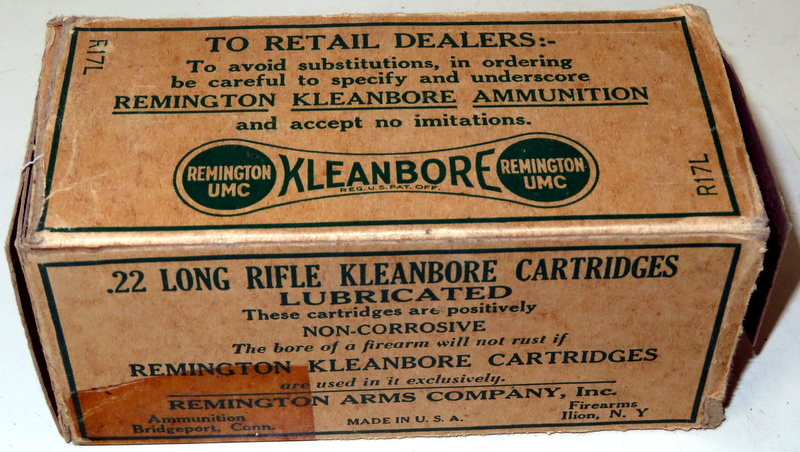 R17L
TO RETAIL DEALERS:-
To avoid substitutions, in ordering
be careful to specify and underscore
REMINGTON KLEANBORE AMMUNITION
and accept no imitations.
REMINGTON
UMC
KLEANBORE
REG. U.S. PAT. OFF.
REMINGTON
UMC
R17L
.22 LONG RIFLE KLEANBORE CARTRIDGES
LUBRICATED
These cartridges are positively
NON-CORROSIVE
The bore of a firearm will not rust if
REMINGTON KLEANBORE CARTRIDGES
are used in it exclusively.
REMINGTON ARMS COMPANY, Inc.
Ammunition
Bridgeport, Conn.
MADE IN U. S. A.
Firearms
Ilion, N. Y